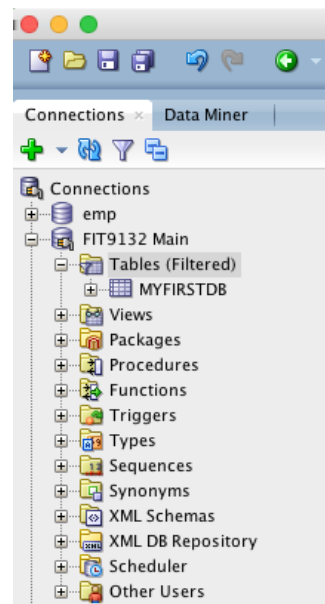 Connections
Data Miner
Connections
emp
FIT9132 Main
Tables (Filtered)
MYFIRSTDB
Views
Packages
Procedures
Functions
Triggers
Types
Sequences
Synonyms
XML Schemas
XML DB Repository
Scheduler
Other Users